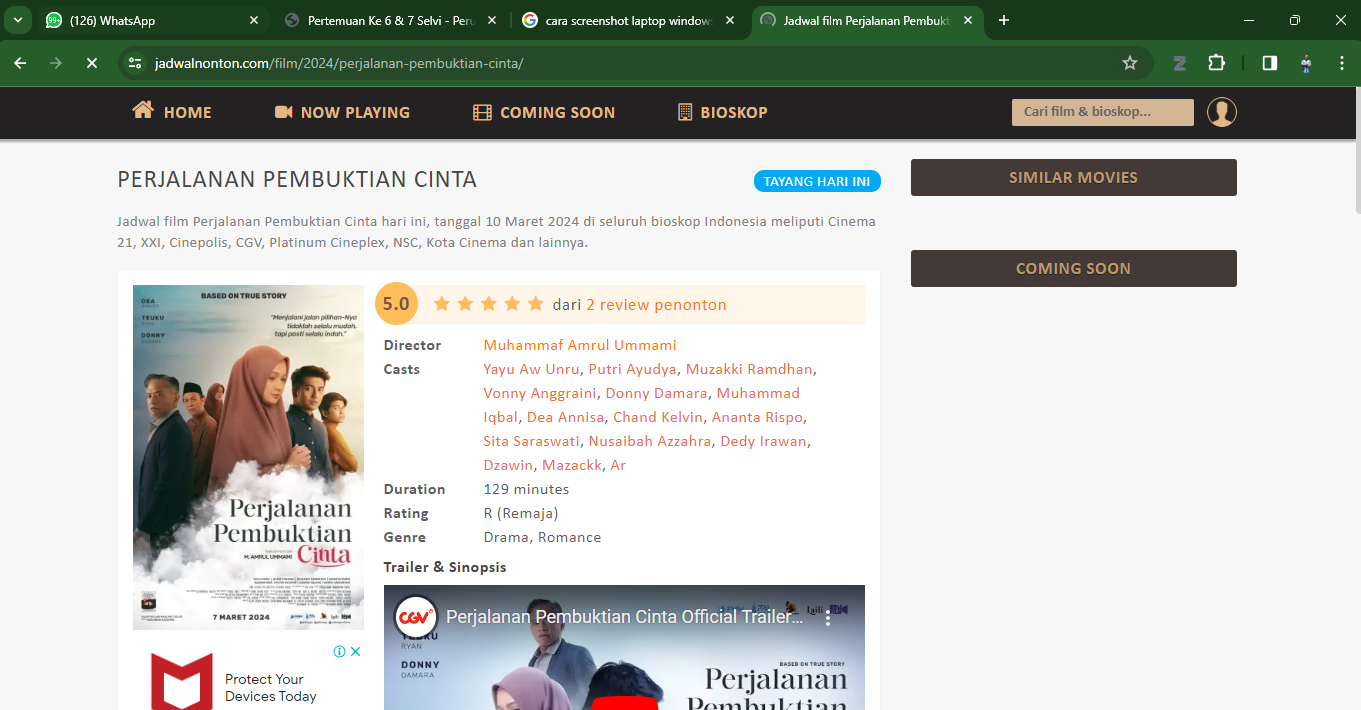 (126) WhatsApp
Pertemuan Ke 6 & 7 Selvi - Peru
cara screenshot laptop windows
Jadwal film Perjalanan Pembukt
jadwalnonton.com/film/2024/perjalanan-pembuktian-cinta/
HOME
NOW PLAYING
COMING SOON
BIOSKOP
Cari film & bioskop...
PERJALANAN PEMBUKTIAN CINTA
TAYANG HARI INI
Jadwal film Perjalanan Pembuktian Cinta hari ini, tanggal 10 Maret 2024 di seluruh bioskop Indonesia meliputi Cinema
21, XXI, Cinepolis, CGV, Platinum Cineplex, NSC, Kota Cinema dan lainnya.
SIMILAR MOVIES
COMING SOON
BASED ON TRUE STORY
DEA
TEUKU
RYAN
DONNY
DAMARA
"Menjalani jalan pilihan-Nya
tidaklah selalu mudah,
tapi pasti selalu indah."
Perjalanan
Pembuktian
Cinta
M. AMRUL UMMAMI
7 MARET 2024
5.0
dari 2 review penonton
Director Muhammaf Amrul Ummami
Casts Yayu Aw Unru, Putri Ayudya, Muzakki Ramdhan,
Vonny Anggraini, Donny Damara, Muhammad
Iqbal, Dea Annisa, Chand Kelvin, Ananta Rispo,
Sita Saraswati, Nusaibah Azzahra, Dedy Irawan,
Dzawin, Mazackk, Ar
Duration 129 minutes
Rating R (Remaja)
Genre Drama, Romance
Trailer & Sinopsis
CGV
Perjalanan Pembuktian Cinta Official Trailer...
TEUKU
RYAN
DONNY
DAMARA
BASED ON TRUE STORY
Perjalanan
Pembuktian
Protect Your
Devices Today